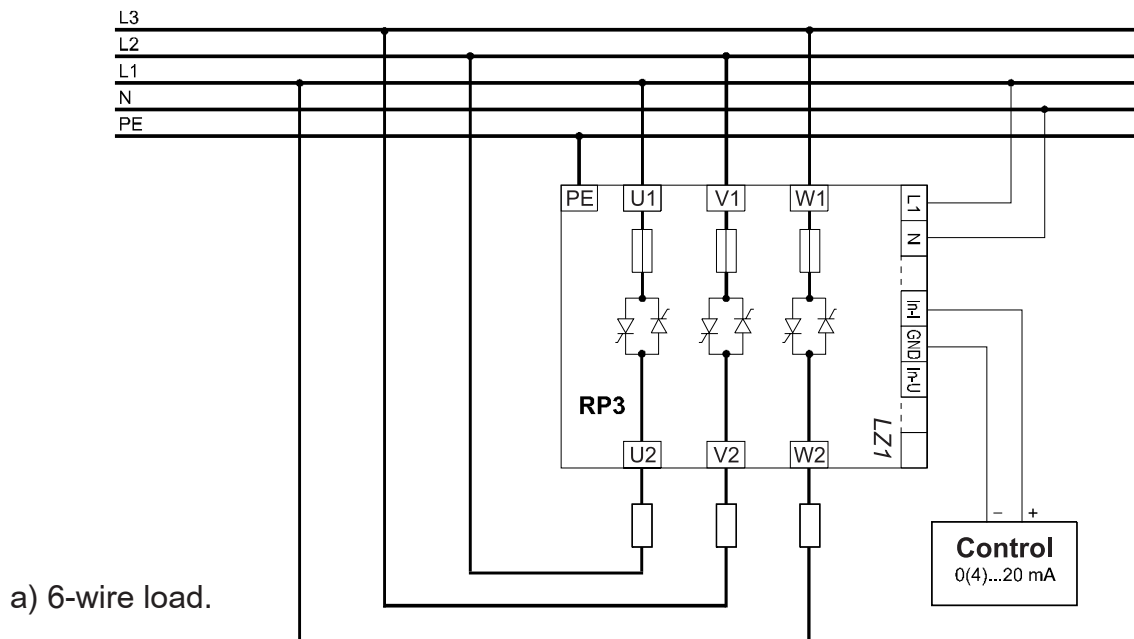 L3
L2
L1
N
PE
PE
U1
V1
W1
L1
N
In-I
GND
In-U
RP3
LZ1
U2
V2
W2
− +
Control
0(4)...20 mA
a) 6-wire load.